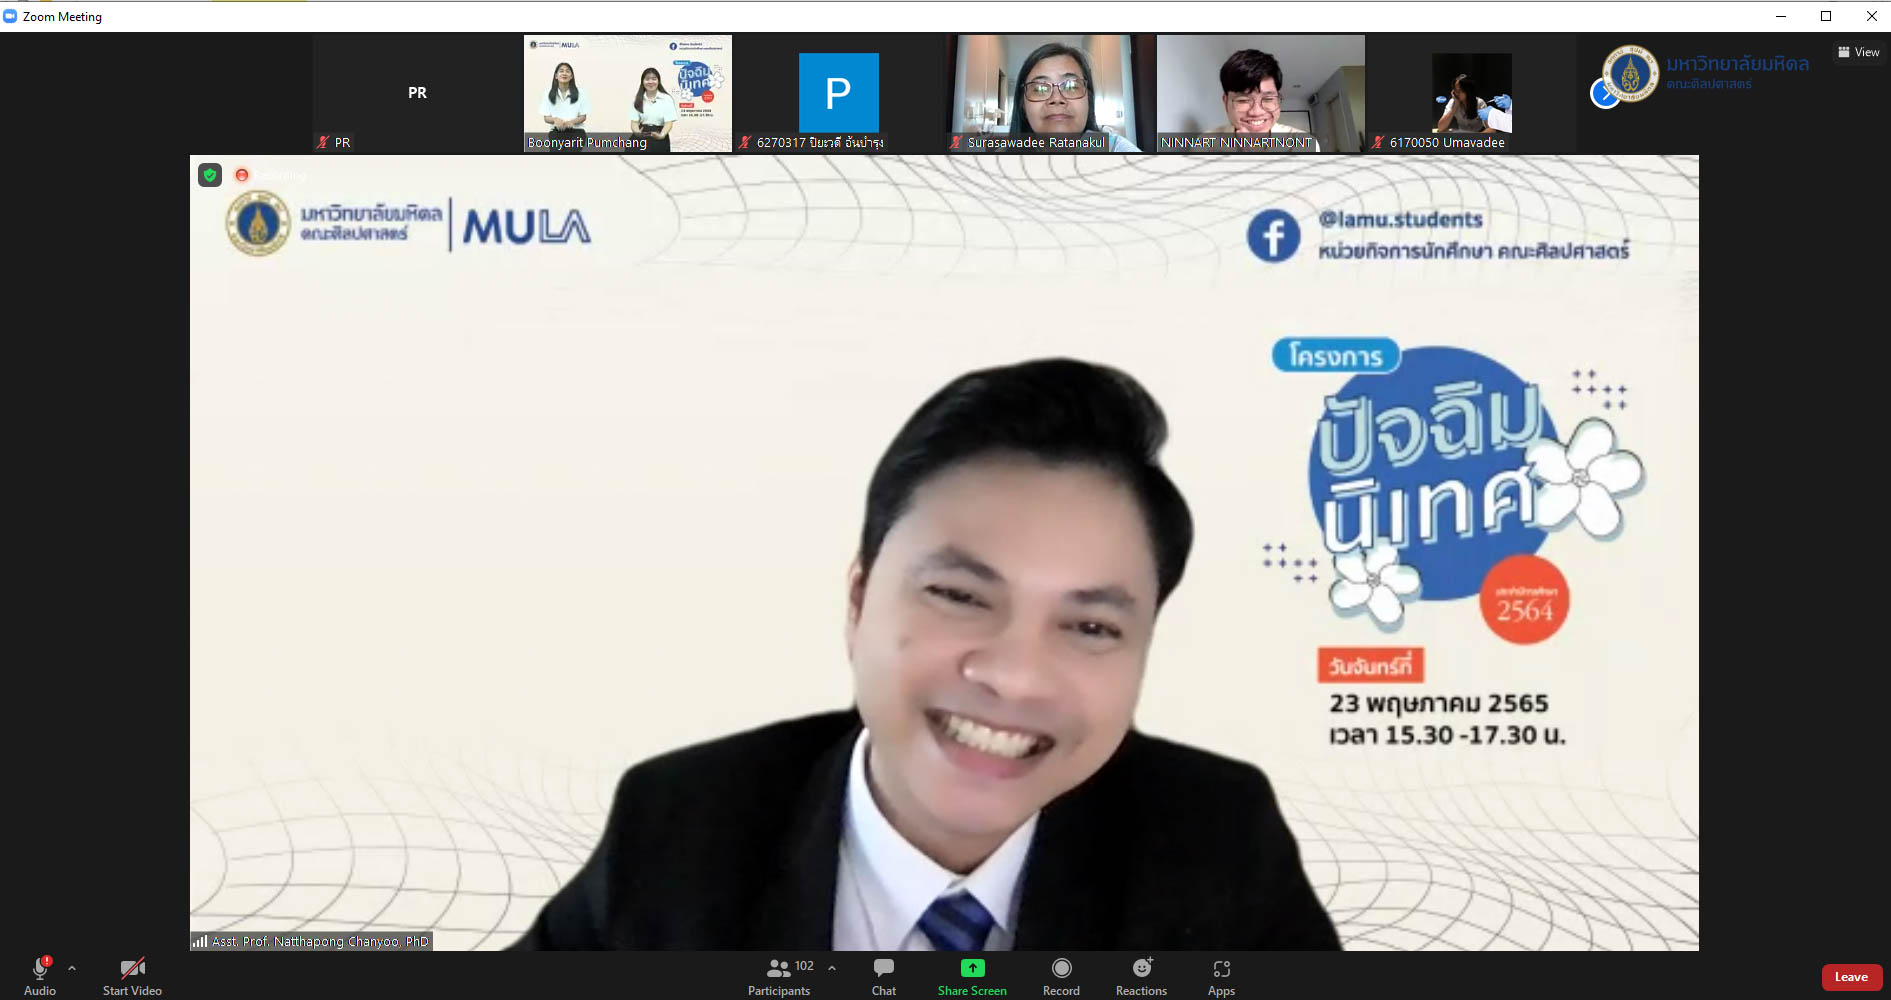 Zoom Meeting
PR
PR
MULA
Boonyarit Pumchang
P
6270317 ปิยะวดี อ้นบำรุง
Surasawadee Ratanakul
NINNART NINNARTNONT
6170050 Umavadee
มหาวิทยาลัยมหิดล
คณะศิลปศาสตร์
View
Recording
มหาวิทยาลัยมหิดล
คณะศิลปศาสตร์
MULA
@lamu.students
หน่วยกิจการนักศึกษา คณะศิลปศาสตร์
โครงการ
ปัจฉิม
นิเทศ
ประจำปีการศึกษา
2564
วันจันทร์ที่
23 พฤษภาคม 2565
เวลา 15.30 -17.30 น.
Asst. Prof. Natthapong Chanyoo, PhD
Audio
Start Video
102
Participants
Chat
Share Screen
Record
Reactions
Apps
Leave